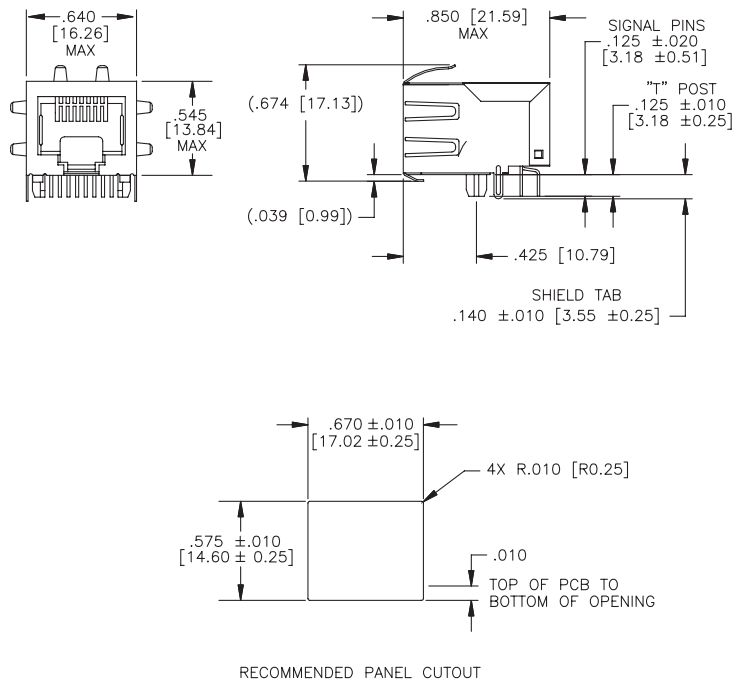 .640
[16.26]
MAX
.545
[13.84]
MAX
.850 [21.59]
MAX
(.674 [17.13])
(.039 [0.99])
SIGNAL PINS
.125 ±.020
[3.18 ±0.51]
"T" POST
.125 ±.010
[3.18 ±0.25]
.425 [10.79]
SHIELD TAB
.140 ±.010 [3.55 ±0.25]
.670 ±.010
[17.02 ±0.25]
4X R.010 [R0.25]
.575 ±.010
[14.60 ± 0.25]
.010
TOP OF PCB TO
BOTTOM OF OPENING
RECOMMENDED PANEL CUTOUT